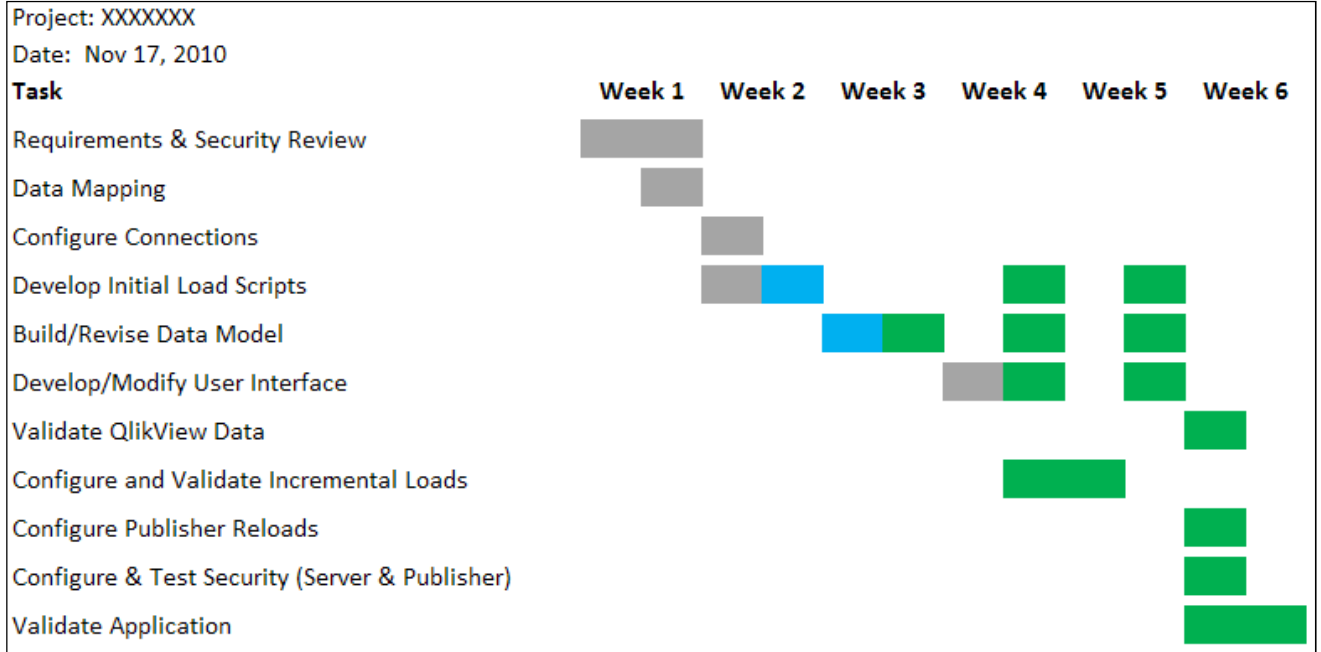 Project: XXXXXXX
Date: Nov 17, 2010
Task Week 1 Week 2 Week 3 Week 4 Week 5 Week 6
Requirements & Security Review
Data Mapping
Configure Connections
Develop Initial Load Scripts
Build/Revise Data Model
Develop/Modify User Interface
Validate QlikView Data
Configure and Validate Incremental Loads
Configure Publisher Reloads
Configure & Test Security (Server & Publisher)
Validate Application